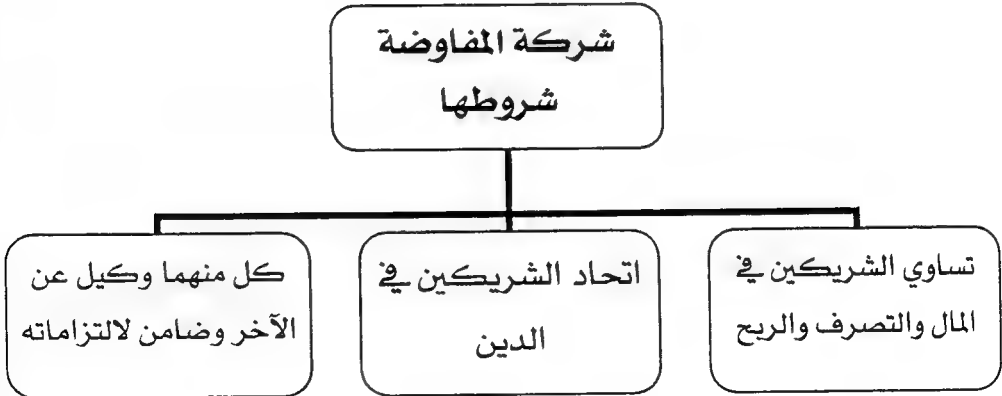 شركة المفاوضة
شروطها
تساوي الشريكين في
المال والتصرف والربح
اتحاد الشريكين في
الدين
كل منهما وكيل عن
الآخر وضامن لالتزاماته